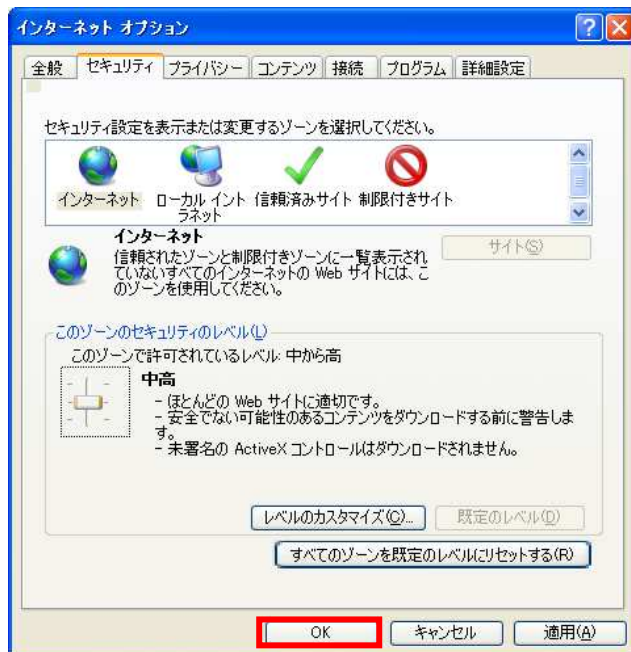 インターネット オプション
全般 セキュリティ プライバシー コンテンツ 接続 プログラム 詳細設定
セキュリティ設定を表示または変更するゾーンを選択してください。
インターネット ローカル イント 信頼済みサイト 制限付きサイト
ラネット
インターネット
サイト(S)
信頼されたゾーンと制限付きゾーンに一覧表示され
ていないすべてのインターネットの Web サイトには、こ
のゾーンを使用してください。
このゾーンのセキュリティのレベル(L)
このゾーンで許可されているレベル: 中から高
中高
- ほとんどの Web サイトに適切です。
- 安全でない可能性のあるコンテンツをダウンロードする前に警告しま
す。
- 未署名の ActiveX コントロールはダウンロードされません。
レベルのカスタマイズ(C)... 既定のレベル(D)
すべてのゾーンを既定のレベルにリセットする(R)
OK キャンセル 適用(A)